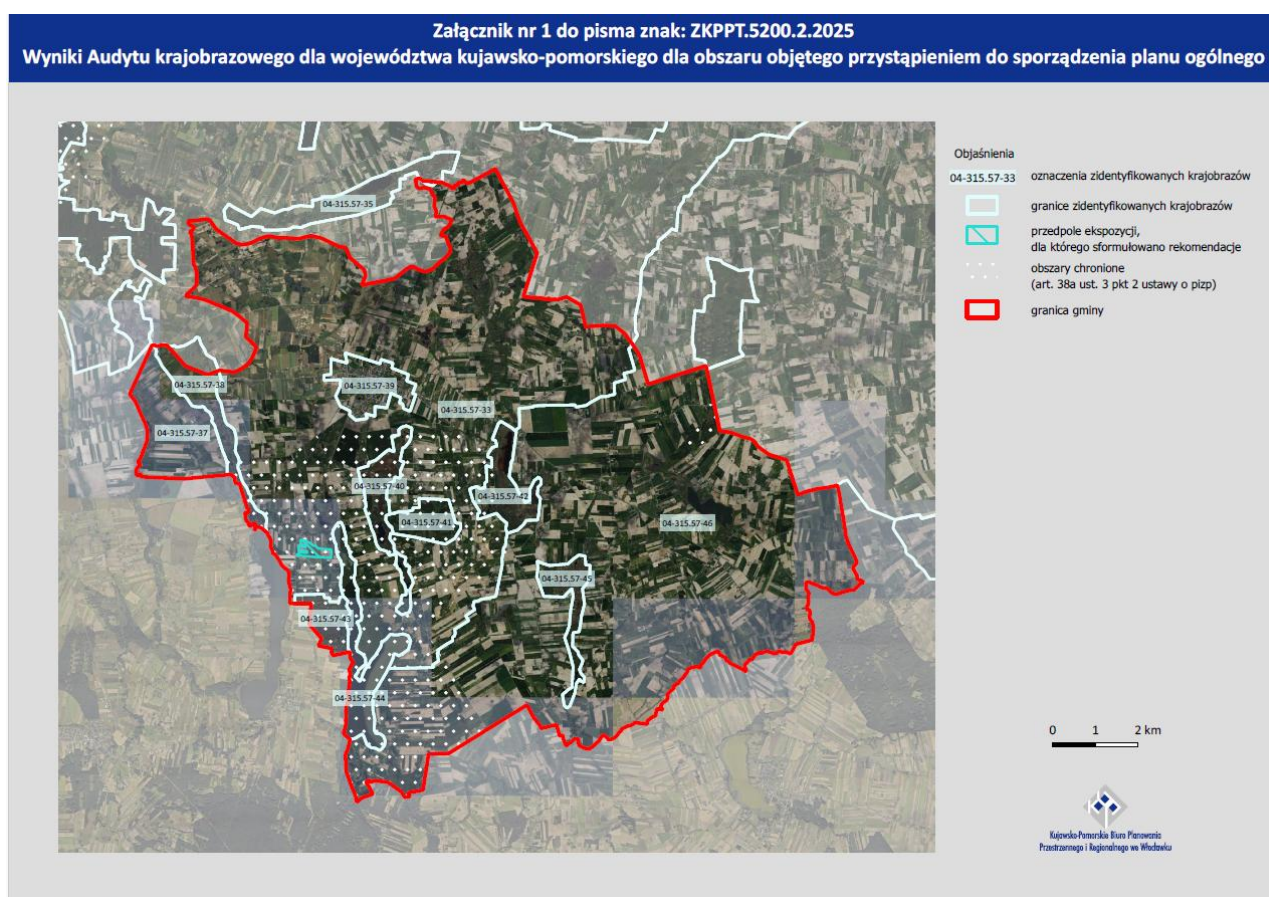 Załącznik nr 1 do pisma znak: ZKPPT.5200.2.2025
Wyniki Audytu krajobrazowego dla województwa kujawsko-pomorskiego dla obszaru objętego przystąpieniem do sporządzenia planu ogólnego
Objaśnienia
04-315.57-33 oznaczenia zidentyfikowanych krajobrazów
granice zidentyfikowanych krajobrazów
przedpole ekspozycji,
dla którego sformułowano rekomendacje
obszary chronione
(art. 38a ust. 3 pkt 2 ustawy o pizp)
granica gminy
04-315.57-35
04-315.57-38
04-315.57-39
04-315.57-33
04-315.57-37
04-315.57-40
04-315.57-42
04-315.57-41
04-315.57-46
04-315.57-45
04-315.57-43
04-315.57-44
0 1 2 km
Kujawsko-Pomorskie Biuro Planowania
Przestrzennego i Regionalnego we Włocławku